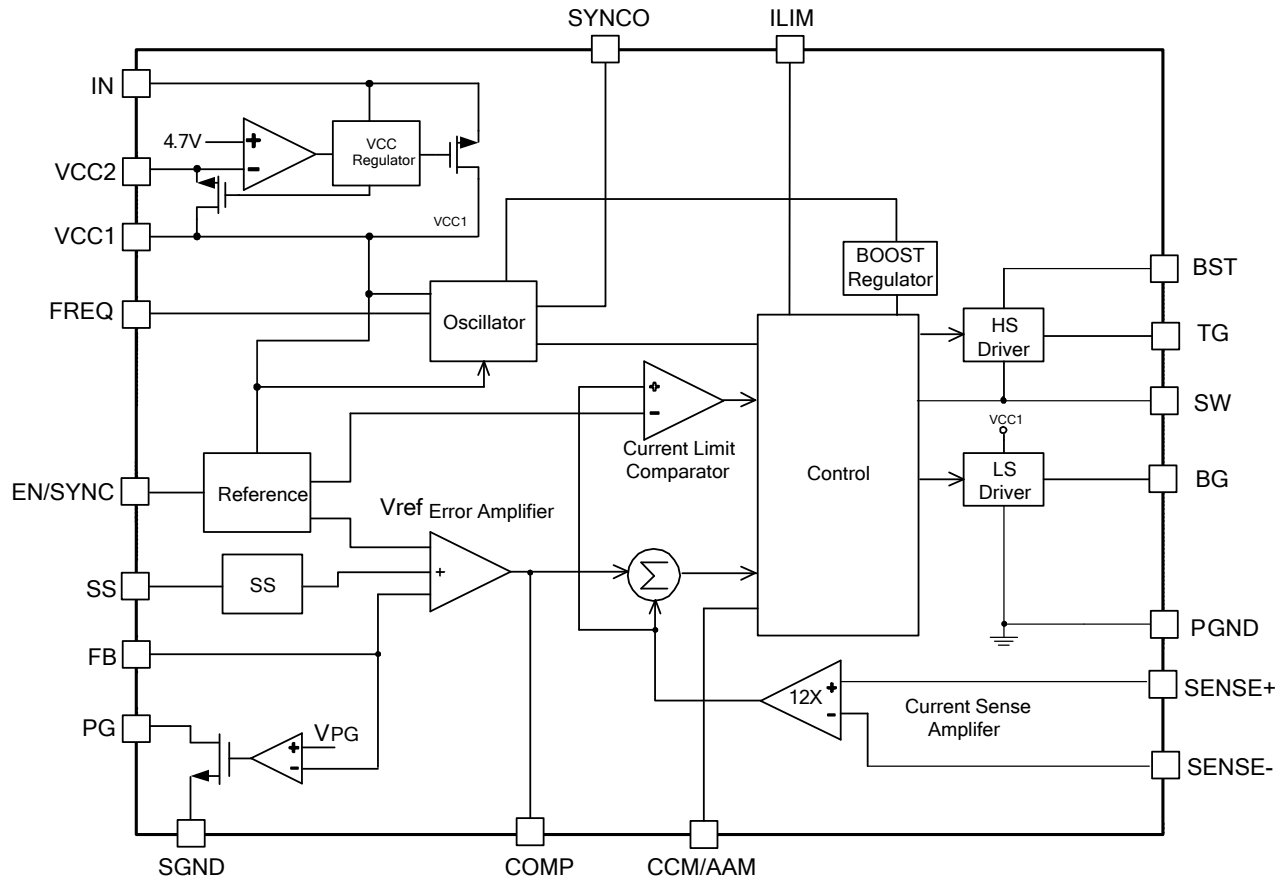 SYNCO
ILIM
IN
4.7V
+
-
VCC
Regulator
VCC2
VCC1
VCC1
BOOST
Regulator
BST
FREQ
Oscillator
HS
Driver
TG
+
-
SW
Current Limit
Comparator
Control
VCC1
LS
Driver
BG
EN/SYNC
Reference
Vref
Error Amplifier
+
SS
SS
Σ
PGND
FB
12X
+
-
Current Sense
Amplifer
SENSE+
SENSE-
PG
VPG
+
-
SGND
COMP
CCM/AAM